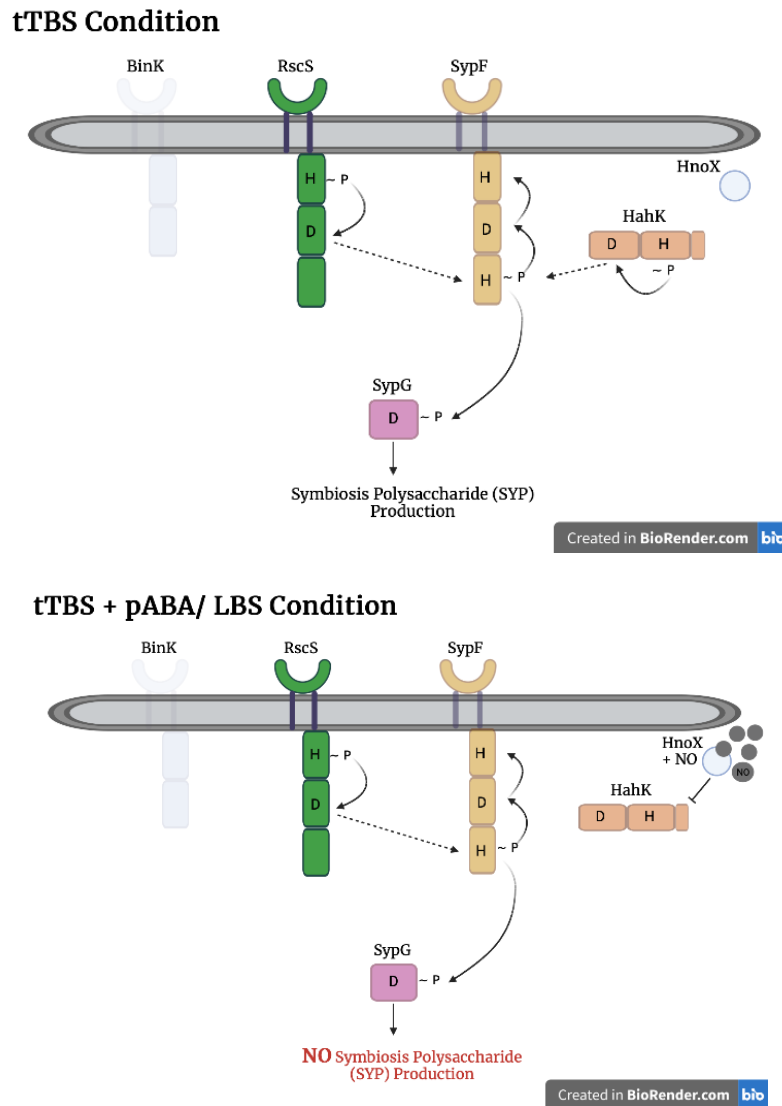 tTBS Condition
BinK
RscS
SypF
HnoX
H ~ P
H
HahK
D
D
D H
~ P
H ~ P
SypG
D ~ P
Symbiosis Polysaccharide (SYP)
Production
Created in BioRender.com bio
tTBS + pABA/ LBS Condition
BinK
RscS
SypF
HnoX
+ NO
NO
H ~ P
H
HahK
D
D
D H
H ~ P
SypG
D ~ P
NO Symbiosis Polysaccharide
(SYP) Production
Created in BioRender.com bio